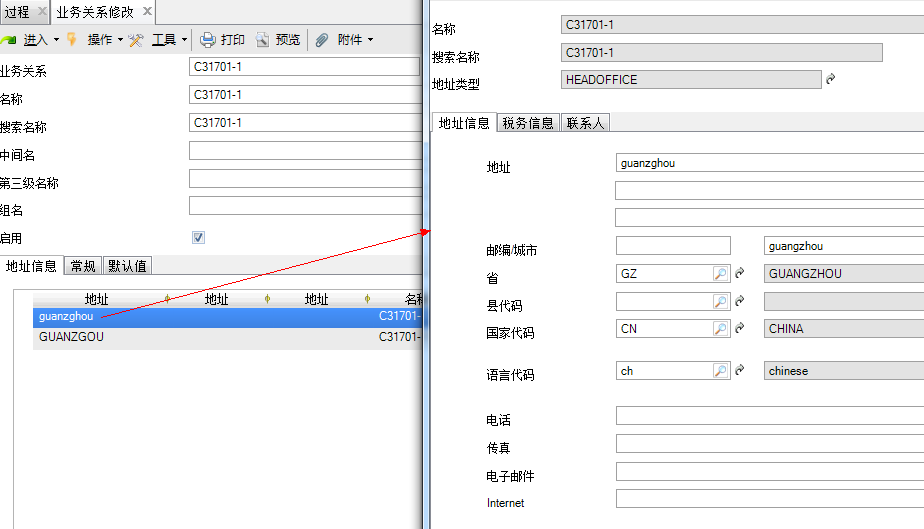 过程
业务关系修改
进入
操作
工具
打印
预览
附件
业务关系 C31701-1
名称 C31701-1
搜索名称 C31701-1
中间名
第三级名称
组名
启用
地址信息 常规 默认值
地址 地址 地址 名称
guanzghou C31701-
GUANZGOU C31701-
名称 C31701-1
搜索名称 C31701-1
地址类型 HEADOFFICE
地址信息 税务信息 联系人
地址 guanzghou
邮编/城市 guangzhou
省 GZ GUANGZHOU
县代码
国家代码 CN CHINA
语言代码 ch chinese
电话
传真
电子邮件
Internet